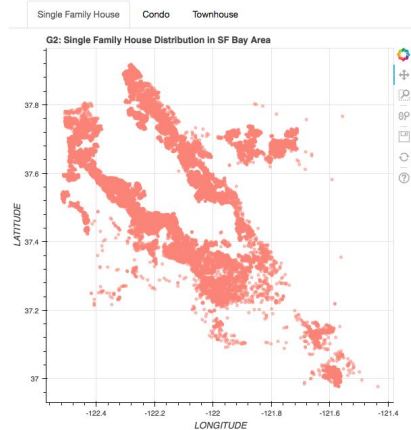 Single Family House Condo Townhouse
G2: Single Family House Distribution in SF Bay Area
37.8
37.6
37.4
37.2
37
LATITUDE
-122.4 -122.2 -122 -121.8 -121.6 -121.4
LONGITUDE